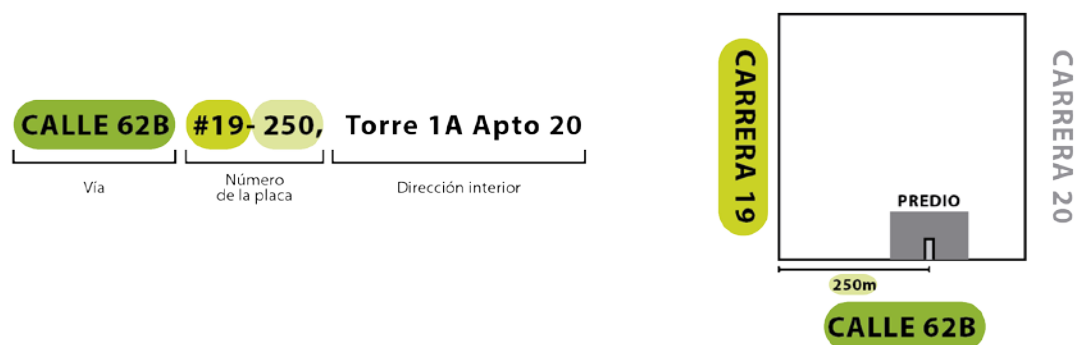 CALLE 62B #19- 250, Torre 1A Apto 20
Vía
Número
de la placa
Dirección interior
CARRERA 19
CARRERA 20
PREDIO
250m
CALLE 62B